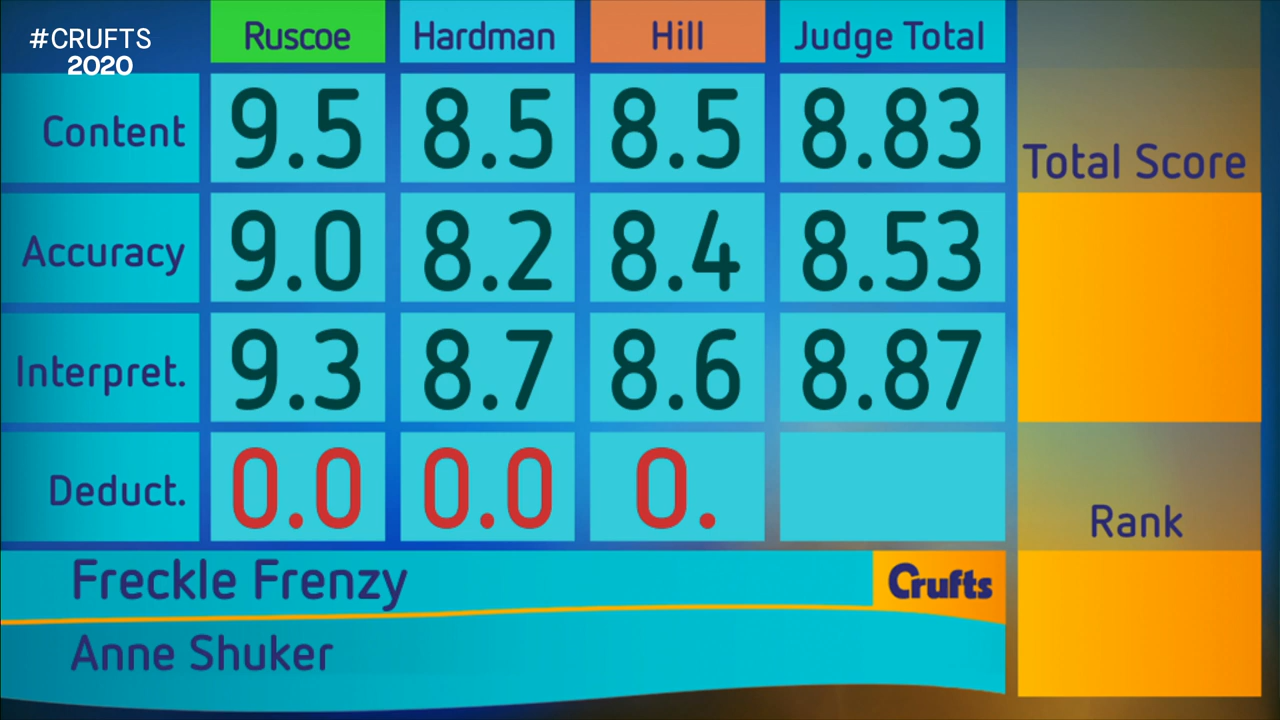 #CRUFTS
2020
Ruscoe Hardman Hill Judge Total
Content 9.5 8.5 8.5 8.83
Total Score
Accuracy 9.0 8.2 8.4 8.53
Interpret. 9.3 8.7 8.6 8.87
Deduct. 0.0 0.0 0.
Rank
Freckle Frenzy
Crufts
Anne Shuker